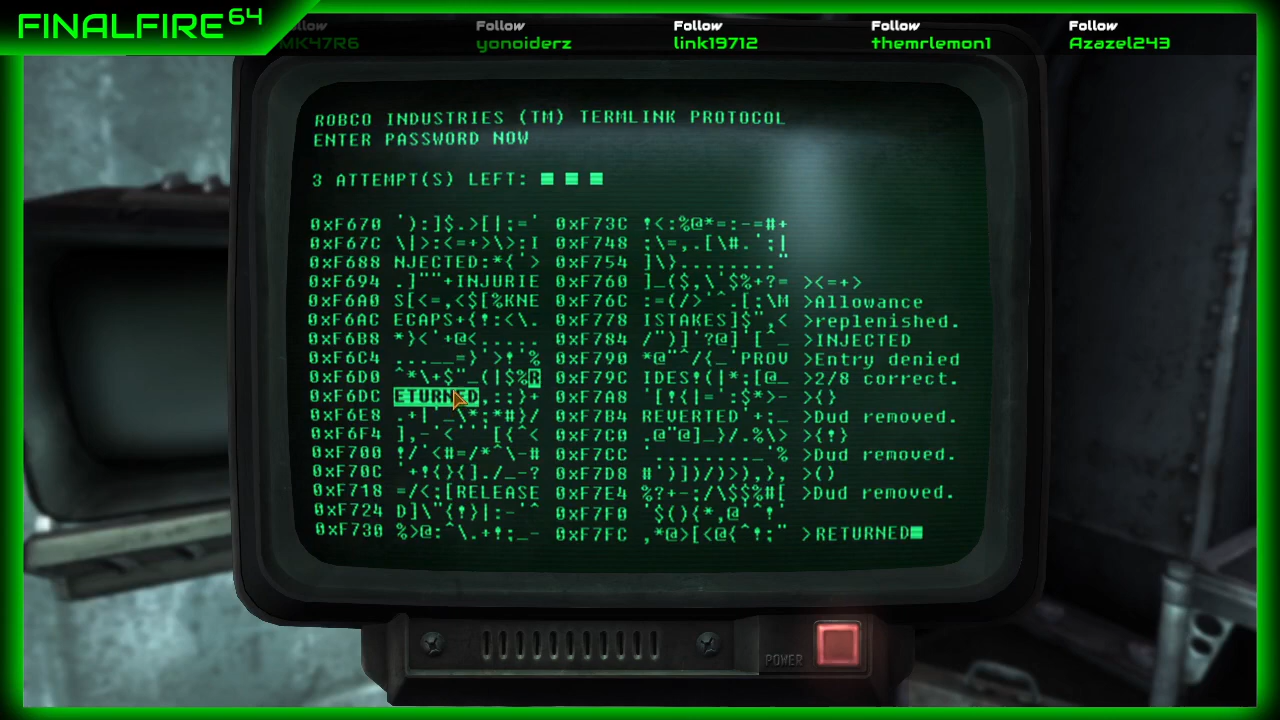 FINALFIRE64
Follow
Follow
yonoiderz
Follow
link19712
Follow
themrlemon1
Follow
Azazel243
ROBCO INDUSTRIES (TM) TERMLINK PROTOCOL
ENTER PASSWORD NOW
3 ATTEMPT(S) LEFT:
0xF670 '):]$.>[|;='
0xF67C \|>:<=+>\>:I
0xF688 NJECTED:*{'>
0xF694 .]""+INJURIE
0xF6A0 S[<=,<$[%KNE
0xF6AC ECAPS+{!:<\.
0xF6B8 *}<'+@<.....
0xF6C4 ...__=}'>!'%
0xF6D0 ^*\+$"_(|$%R
0xF6DC ETURNED,:;}+
0xF6E8 .+|'_\*:*#}/
0xF6F4 ],-'<'''[{^<
0xF700 !/'<#=/*^\-#
0xF70C '+!{}{]./_-?
0xF718 =/<;[RELEASE
0xF724 D]\"{!}|:-'^
0xF730 %>@:^\.+!;_-
0xF73C !<:%@*=:-=#+
0xF748 ;\=,.[\#.';|
0xF754 ]\}........"
0xF760 ]_($,\'$%+?=
0xF76C :=(/>'^.[;\M
0xF778 ISTAKES]$",<
0xF784 /")]'?@]'[^_
0xF790 *@"^/{_'PROV
0xF79C IDES!(|*;[@_
0xF7A8 '[!{|=':$*>-
0xF7B4 REVERTED'+;_
0xF7C0 .@"@]_}/.%\>
0xF7CC '........_'%
0xF7D8 #')])/)>),),
0xF7E4 %?+-;/\$$%#[
0xF7F0 '$(){*,@'^!'
0xF7FC ,*@>[<@{^!;"
><=+>
>Allowance
>replenished.
>INJECTED
>Entry denied
>2/8 correct.
>{}
>Dud removed.
>{!}
>Dud removed.
>()
>Dud removed.
>RETURNED
POWER